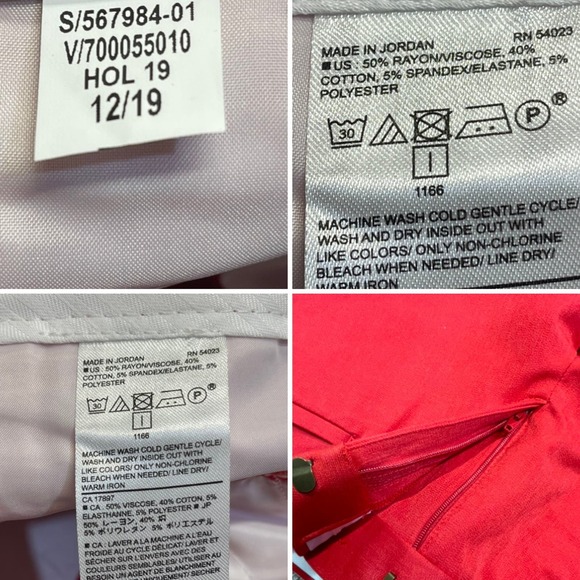 S/567984-01
V/700055010
HOL 19
12/19
MADE IN JORDAN RN 54023
■ US : 50% RAYON/VISCOSE, 40%
COTTON, 5% SPANDEX/ELASTANE, 5%
POLYESTER
30 P®
1166
MACHINE WASH COLD GENTLE CYCLE/
WASH AND DRY INSIDE OUT WITH
LIKE COLORS/ ONLY NON-CHLORINE
BLEACH WHEN NEEDED/ LINE DRY/
WARM IRON
MADE IN JORDAN RN 54023
■ US : 50% RAYON/VISCOSE, 40%
COTTON, 5% SPANDEX/ELASTANE, 5%
POLYESTER
30 P®
1166
MACHINE WASH COLD GENTLE CYCLE/
WASH AND DRY INSIDE OUT WITH
LIKE COLORS/ ONLY NON-CHLORINE
BLEACH WHEN NEEDED/ LINE DRY/
WARM IRON
CA 17897
■ CA : 50% VISCOSE, 40% COTON, 5%
ELASTHANNE, 5% POLYESTER ■ JP
50% レーヨン, 40% 綿
5% ポリウレタン 5% ポリエステル
■ CA : LAVER A LA MACHINE A L'EAU
FROIDE AU CYCLE DÉLICAT/ LAVER ET
SÉCHER SUR L'ENVERS AVEC DES
COULEURS SEMBLABLES/ AU BESOIN
UN AGENT DE BLANCHIMENT